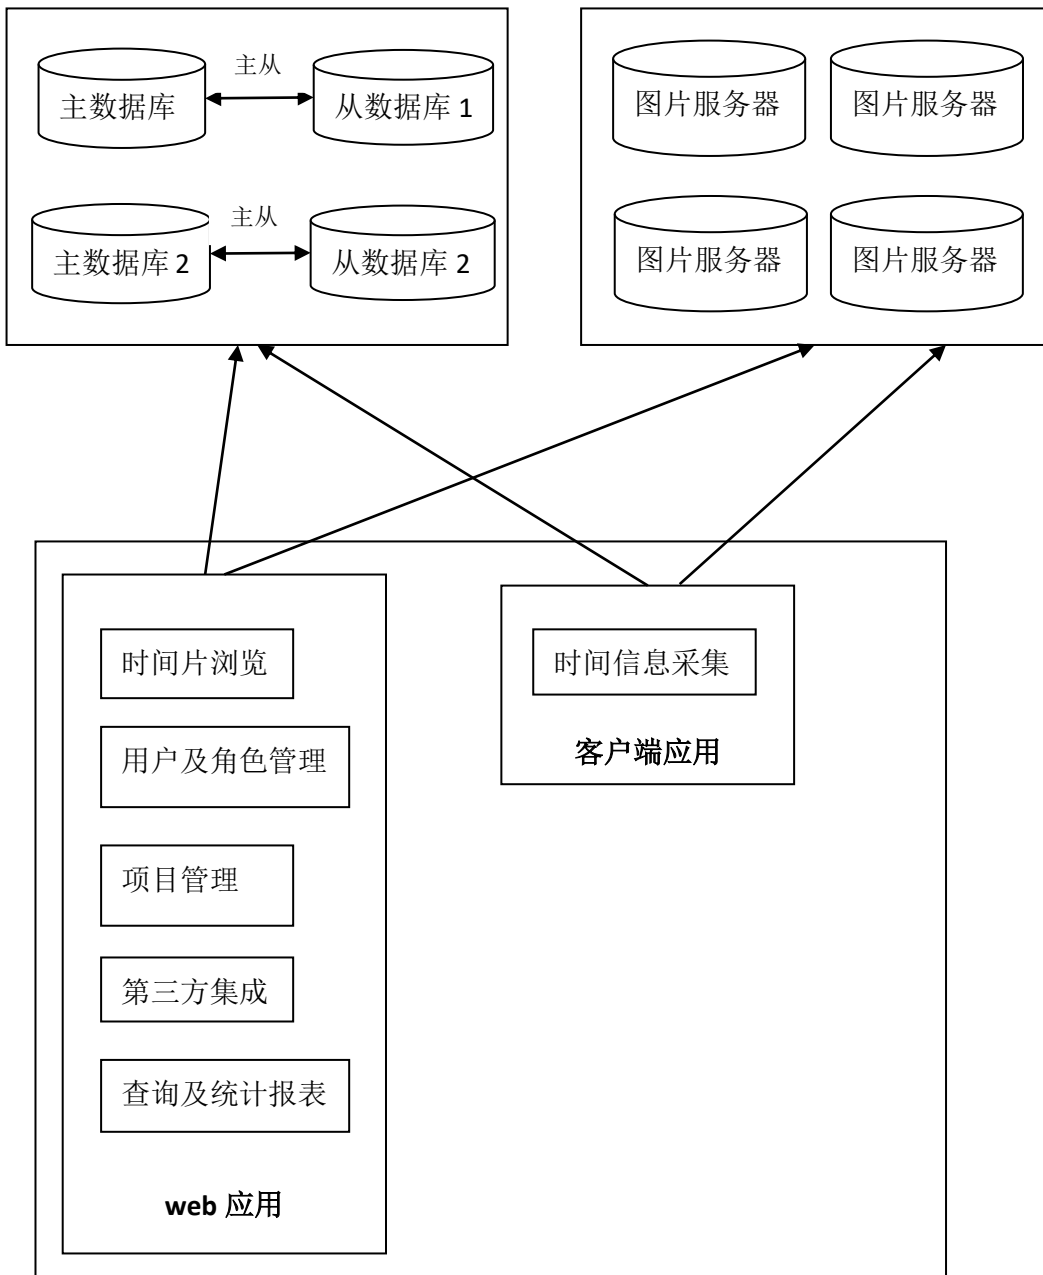 主从
主数据库
从数据库 1
主从
主数据库 2
从数据库 2
图片服务器
图片服务器
图片服务器
图片服务器
时间片浏览
用户及角色管理
项目管理
第三方集成
查询及统计报表
web 应用
时间信息采集
客户端应用